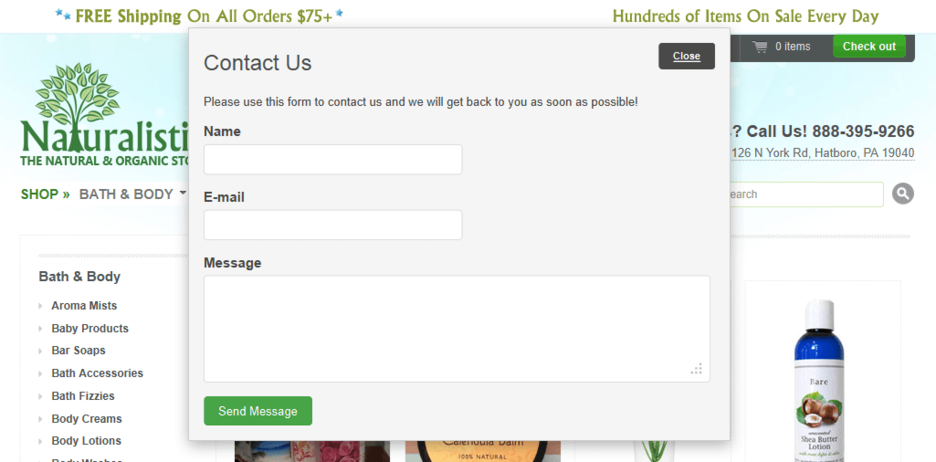 FREE Shipping On All Orders $75+
Hundreds of Items On Sale Every Day
Contact Us
Close
0 items
Check out
Please use this form to contact us and we will get back to you as soon as possible!
Naturalisti
THE NATURAL & ORGANIC STO
? Call Us! 888-395-9266
126 N York Rd, Hatboro, PA 19040
Name
SHOP » BATH & BODY
E-mail
earch
Message
Bath & Body
Aroma Mists
Baby Products
Bar Soaps
Bath Accessories
Bath Fizzies
Body Creams
Body Lotions
Send Message
Calendula Balm
100% NATURAL
Bare
unscented
Shea Butter
Lotion